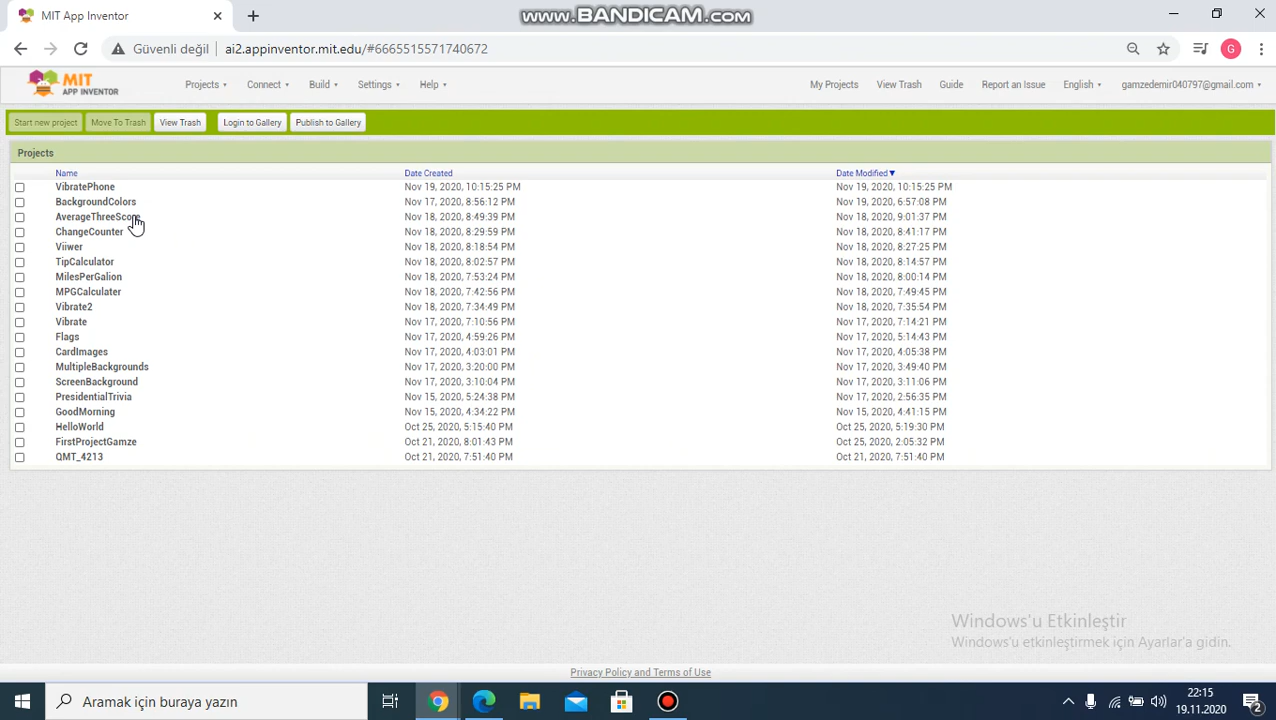 MIT App Inventor
www.BANDICAM.com
Güvenli değil
ai2.appinventor.mit.edu/#6665515571740672
G
MIT
APP INVENTOR
Projects
Connect
Build
Settings
Help
My Projects
View Trash
Guide
Report an Issue
English
gamzedemir040797@gmail.com
Start new project
Move To Trash
View Trash
Login to Gallery
Publish to Gallery
Projects
Name Date Created Date Modified
VibratePhone Nov 19, 2020, 10:15:25 PM Nov 19, 2020, 10:15:25 PM
BackgroundColors Nov 17, 2020, 8:56:12 PM Nov 19, 2020, 6:57:08 PM
AverageThreeScore Nov 18, 2020, 8:49:39 PM Nov 18, 2020, 9:01:37 PM
ChangeCounter Nov 18, 2020, 8:29:59 PM Nov 18, 2020, 8:41:17 PM
Viiwer Nov 18, 2020, 8:18:54 PM Nov 18, 2020, 8:27:25 PM
TipCalculator Nov 18, 2020, 8:02:57 PM Nov 18, 2020, 8:14:57 PM
MilesPerGalion Nov 18, 2020, 7:53:24 PM Nov 18, 2020, 8:00:14 PM
MPGCalculater Nov 18, 2020, 7:42:56 PM Nov 18, 2020, 7:49:45 PM
Vibrate2 Nov 18, 2020, 7:34:49 PM Nov 18, 2020, 7:35:54 PM
Vibrate Nov 17, 2020, 7:10:56 PM Nov 17, 2020, 7:14:21 PM
Flags Nov 17, 2020, 4:59:26 PM Nov 17, 2020, 5:14:43 PM
CardImages Nov 17, 2020, 4:03:01 PM Nov 17, 2020, 4:05:38 PM
MultipleBackgrounds Nov 17, 2020, 3:20:00 PM Nov 17, 2020, 3:49:40 PM
ScreenBackground Nov 17, 2020, 3:10:04 PM Nov 17, 2020, 3:11:06 PM
PresidentialTrivia Nov 15, 2020, 5:24:38 PM Nov 17, 2020, 2:56:35 PM
GoodMorning Nov 15, 2020, 4:34:22 PM Nov 15, 2020, 4:41:15 PM
HelloWorld Oct 25, 2020, 5:15:40 PM Oct 25, 2020, 5:19:30 PM
FirstProjectGamze Oct 21, 2020, 8:01:43 PM Oct 25, 2020, 2:05:32 PM
QMT_4213 Oct 21, 2020, 7:51:40 PM Oct 21, 2020, 7:51:40 PM
Windows'u Etkinleştir
Windows'u etkinleştirmek için Ayarlar'a gidin.
Privacy Policy and Terms of Use
Aramak için buraya yazın
22:15
19.11.2020
2